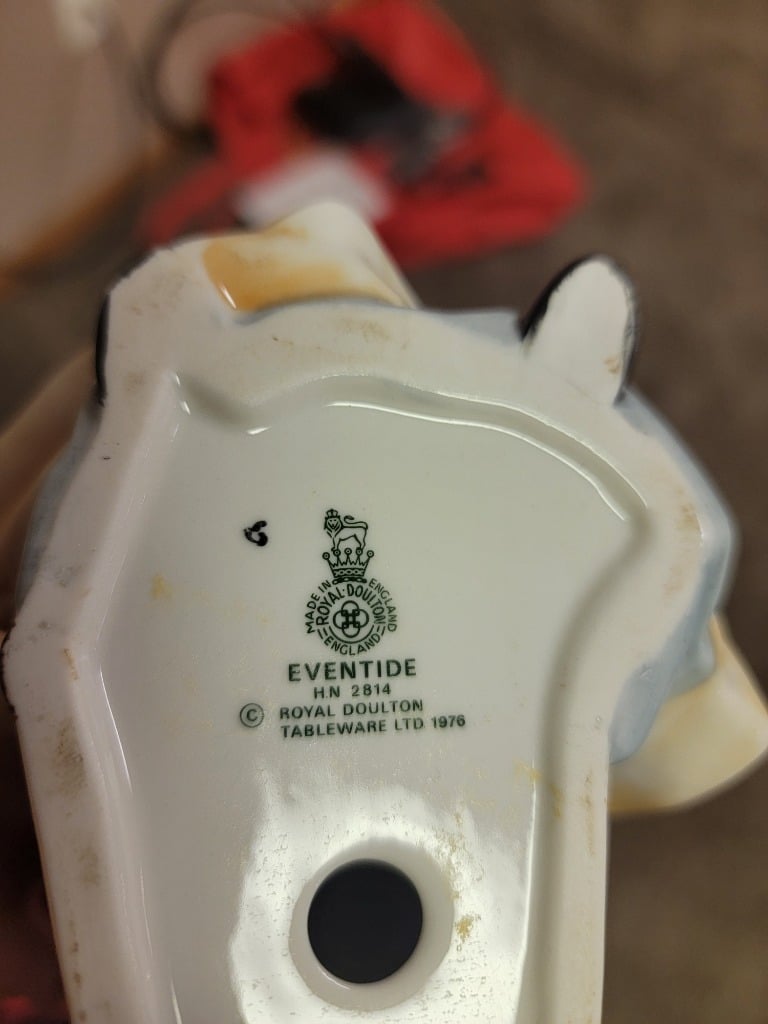 MADE IN ENGLAND
ROYAL·DOULTON
ENGLAND
EVENTIDE
H.N 2814
© ROYAL DOULTON
TABLEWARE LTD 1976